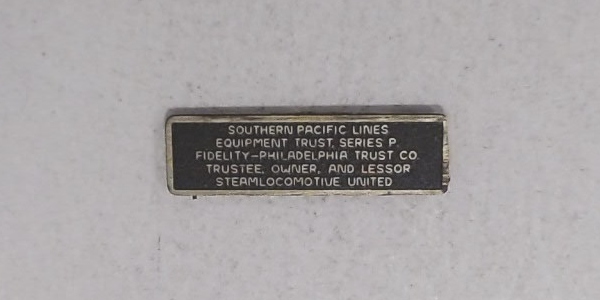 SOUTHERN PACIFIC LINES
EQUIPMENT TRUST, SERIES P.
FIDELITY-PHILADELPHIA TRUST CO.
TRUSTEE, OWNER, AND LESSOR
STEAMLOCOMOTIVE UNITED